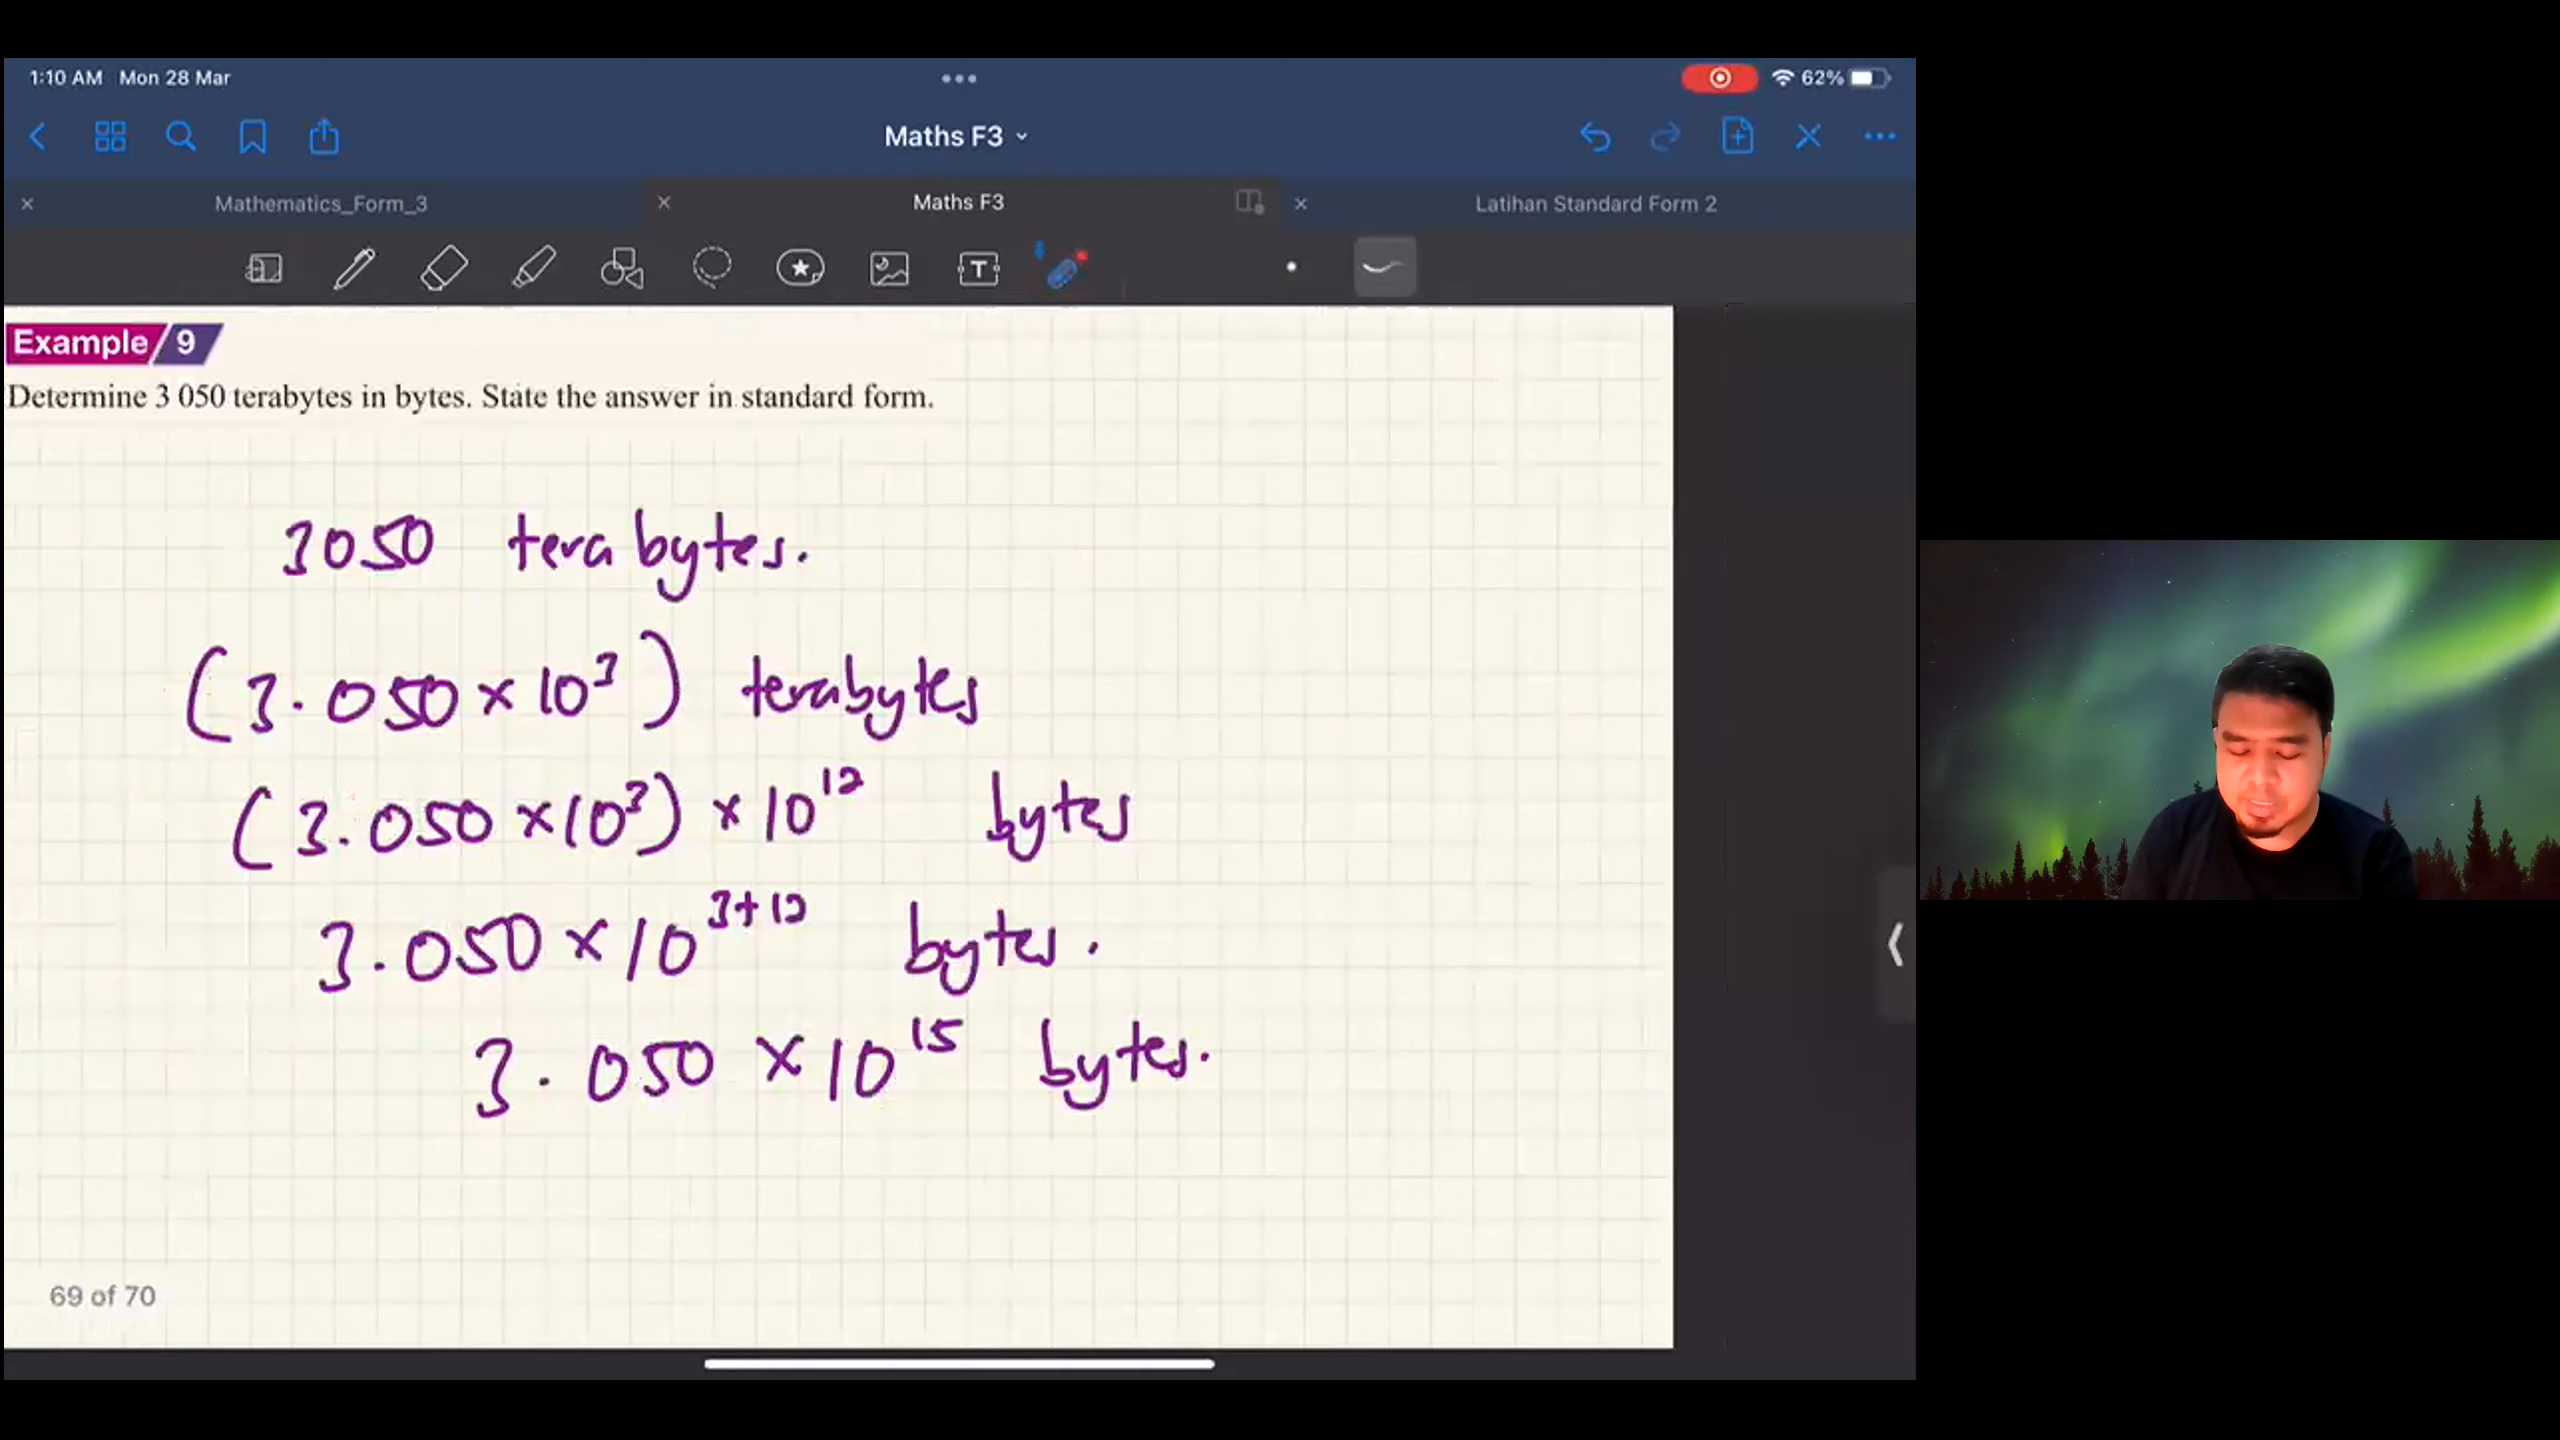 1:10 AM Mon 28 Mar
62%
Maths F3
Mathematics_Form_3
Maths F3
Latihan Standard Form 2
Example 9
Determine 3 050 terabytes in bytes. State the answer in standard form.
3050 tera bytes.
(3.050 × 10³) terabytes
(3.050 × 10³) × 10¹² bytes
3.050 × 10³⁺¹² bytes.
3.050 × 10¹⁵ bytes.
69 of 70